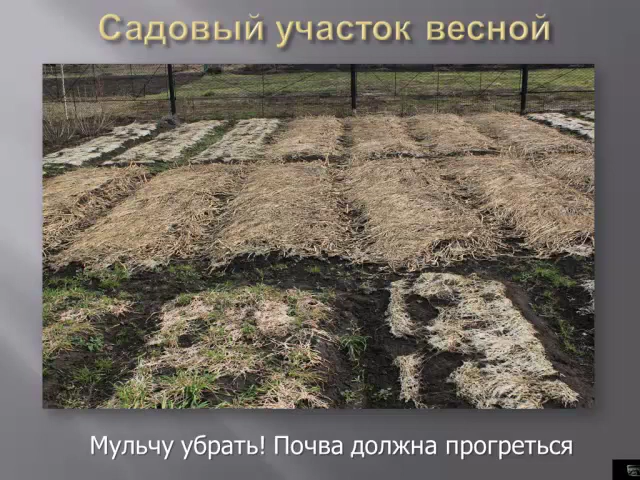 Садовый участок весной
Мульчу убрать! Почва должна прогреться